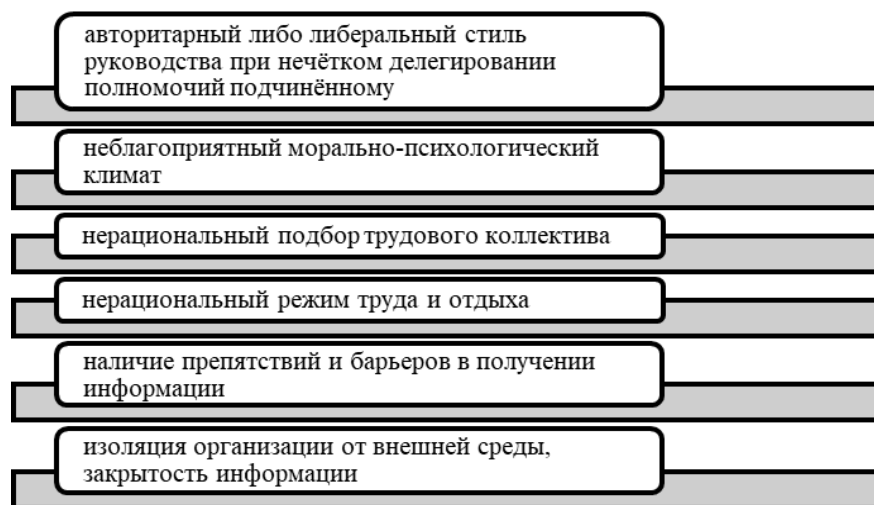 авторитарный либо либеральный стиль
руководства при нечётком делегировании
полномочий подчинённому
неблагоприятный морально-психологический
климат
нерациональный подбор трудового коллектива
нерациональный режим труда и отдыха
наличие препятствий и барьеров в получении
информации
изоляция организации от внешней среды,
закрытость информации